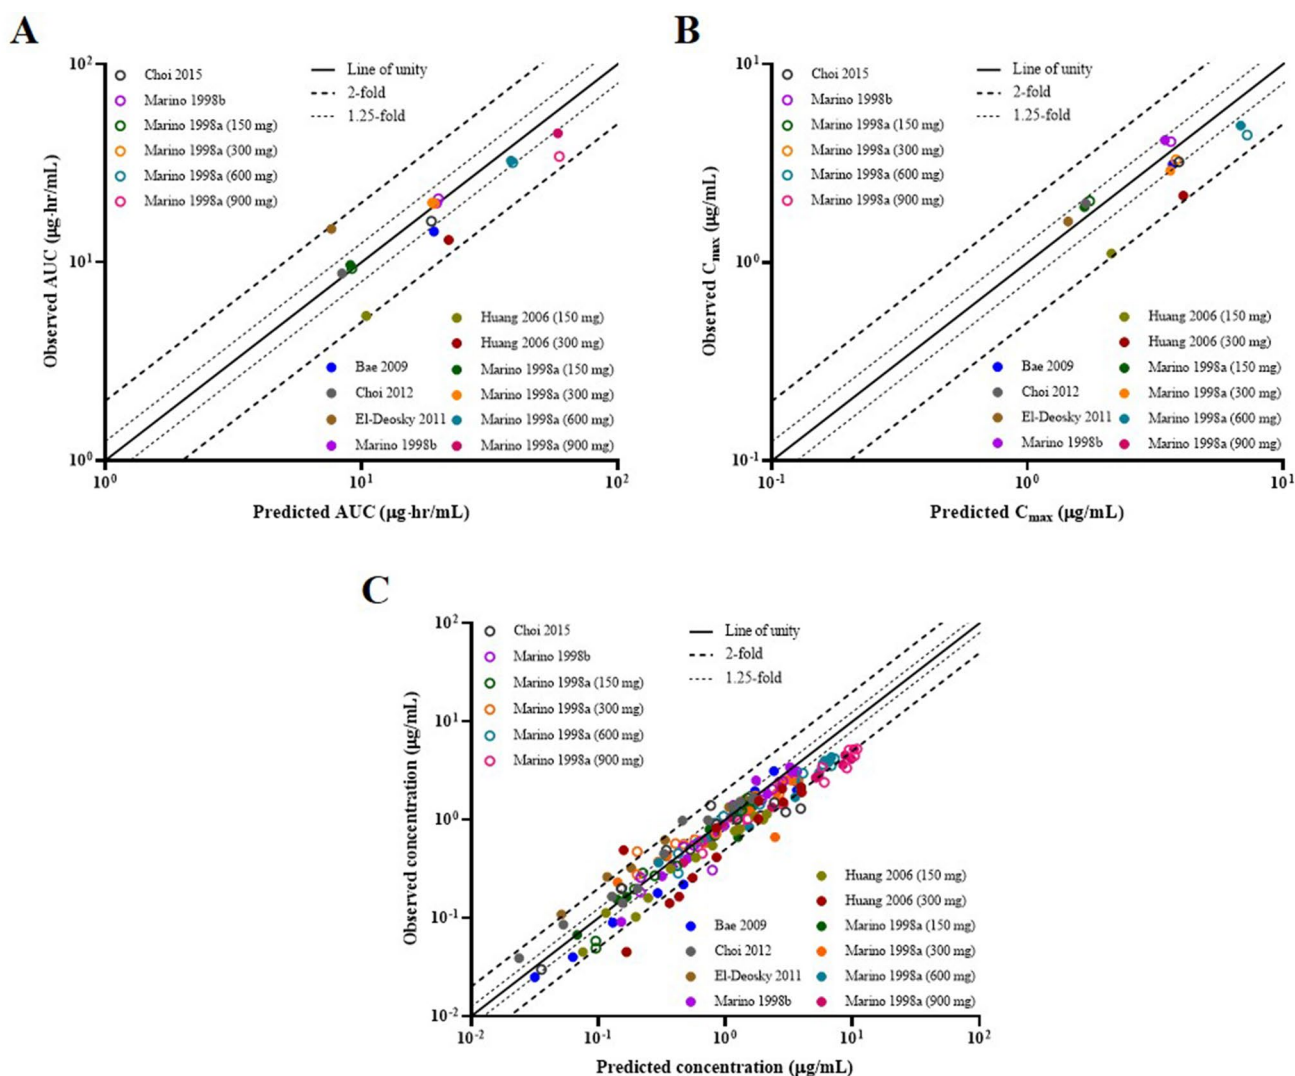 A
10²
10¹
10⁰
Observed AUC (µg·hr/mL)
Choi 2015
Marino 1998b
Marino 1998a (150 mg)
Marino 1998a (300 mg)
Marino 1998a (600 mg)
Marino 1998a (900 mg)
Line of unity
2-fold
1.25-fold
Bae 2009
Choi 2012
El-Deosky 2011
Marino 1998b
Huang 2006 (150 mg)
Huang 2006 (300 mg)
Marino 1998a (150 mg)
Marino 1998a (300 mg)
Marino 1998a (600 mg)
Marino 1998a (900 mg)
10⁰ 10¹ 10²
Predicted AUC (µg·hr/mL)
B
10¹
10⁰
10⁻¹
Observed Cmax (µg/mL)
Choi 2015
Marino 1998b
Marino 1998a (150 mg)
Marino 1998a (300 mg)
Marino 1998a (600 mg)
Marino 1998a (900 mg)
Line of unity
2-fold
1.25-fold
Bae 2009
Choi 2012
El-Deosky 2011
Marino 1998b
Huang 2006 (150 mg)
Huang 2006 (300 mg)
Marino 1998a (150 mg)
Marino 1998a (300 mg)
Marino 1998a (600 mg)
Marino 1998a (900 mg)
10⁻¹ 10⁰ 10¹
Predicted Cmax (µg/mL)
C
10²
10¹
10⁰
10⁻¹
10⁻²
Observed concentration (µg/mL)
Choi 2015
Marino 1998b
Marino 1998a (150 mg)
Marino 1998a (300 mg)
Marino 1998a (600 mg)
Marino 1998a (900 mg)
Line of unity
2-fold
1.25-fold
Bae 2009
Choi 2012
El-Deosky 2011
Marino 1998b
Huang 2006 (150 mg)
Huang 2006 (300 mg)
Marino 1998a (150 mg)
Marino 1998a (300 mg)
Marino 1998a (600 mg)
Marino 1998a (900 mg)
10⁻² 10⁻¹ 10⁰ 10¹ 10²
Predicted concentration (µg/mL)